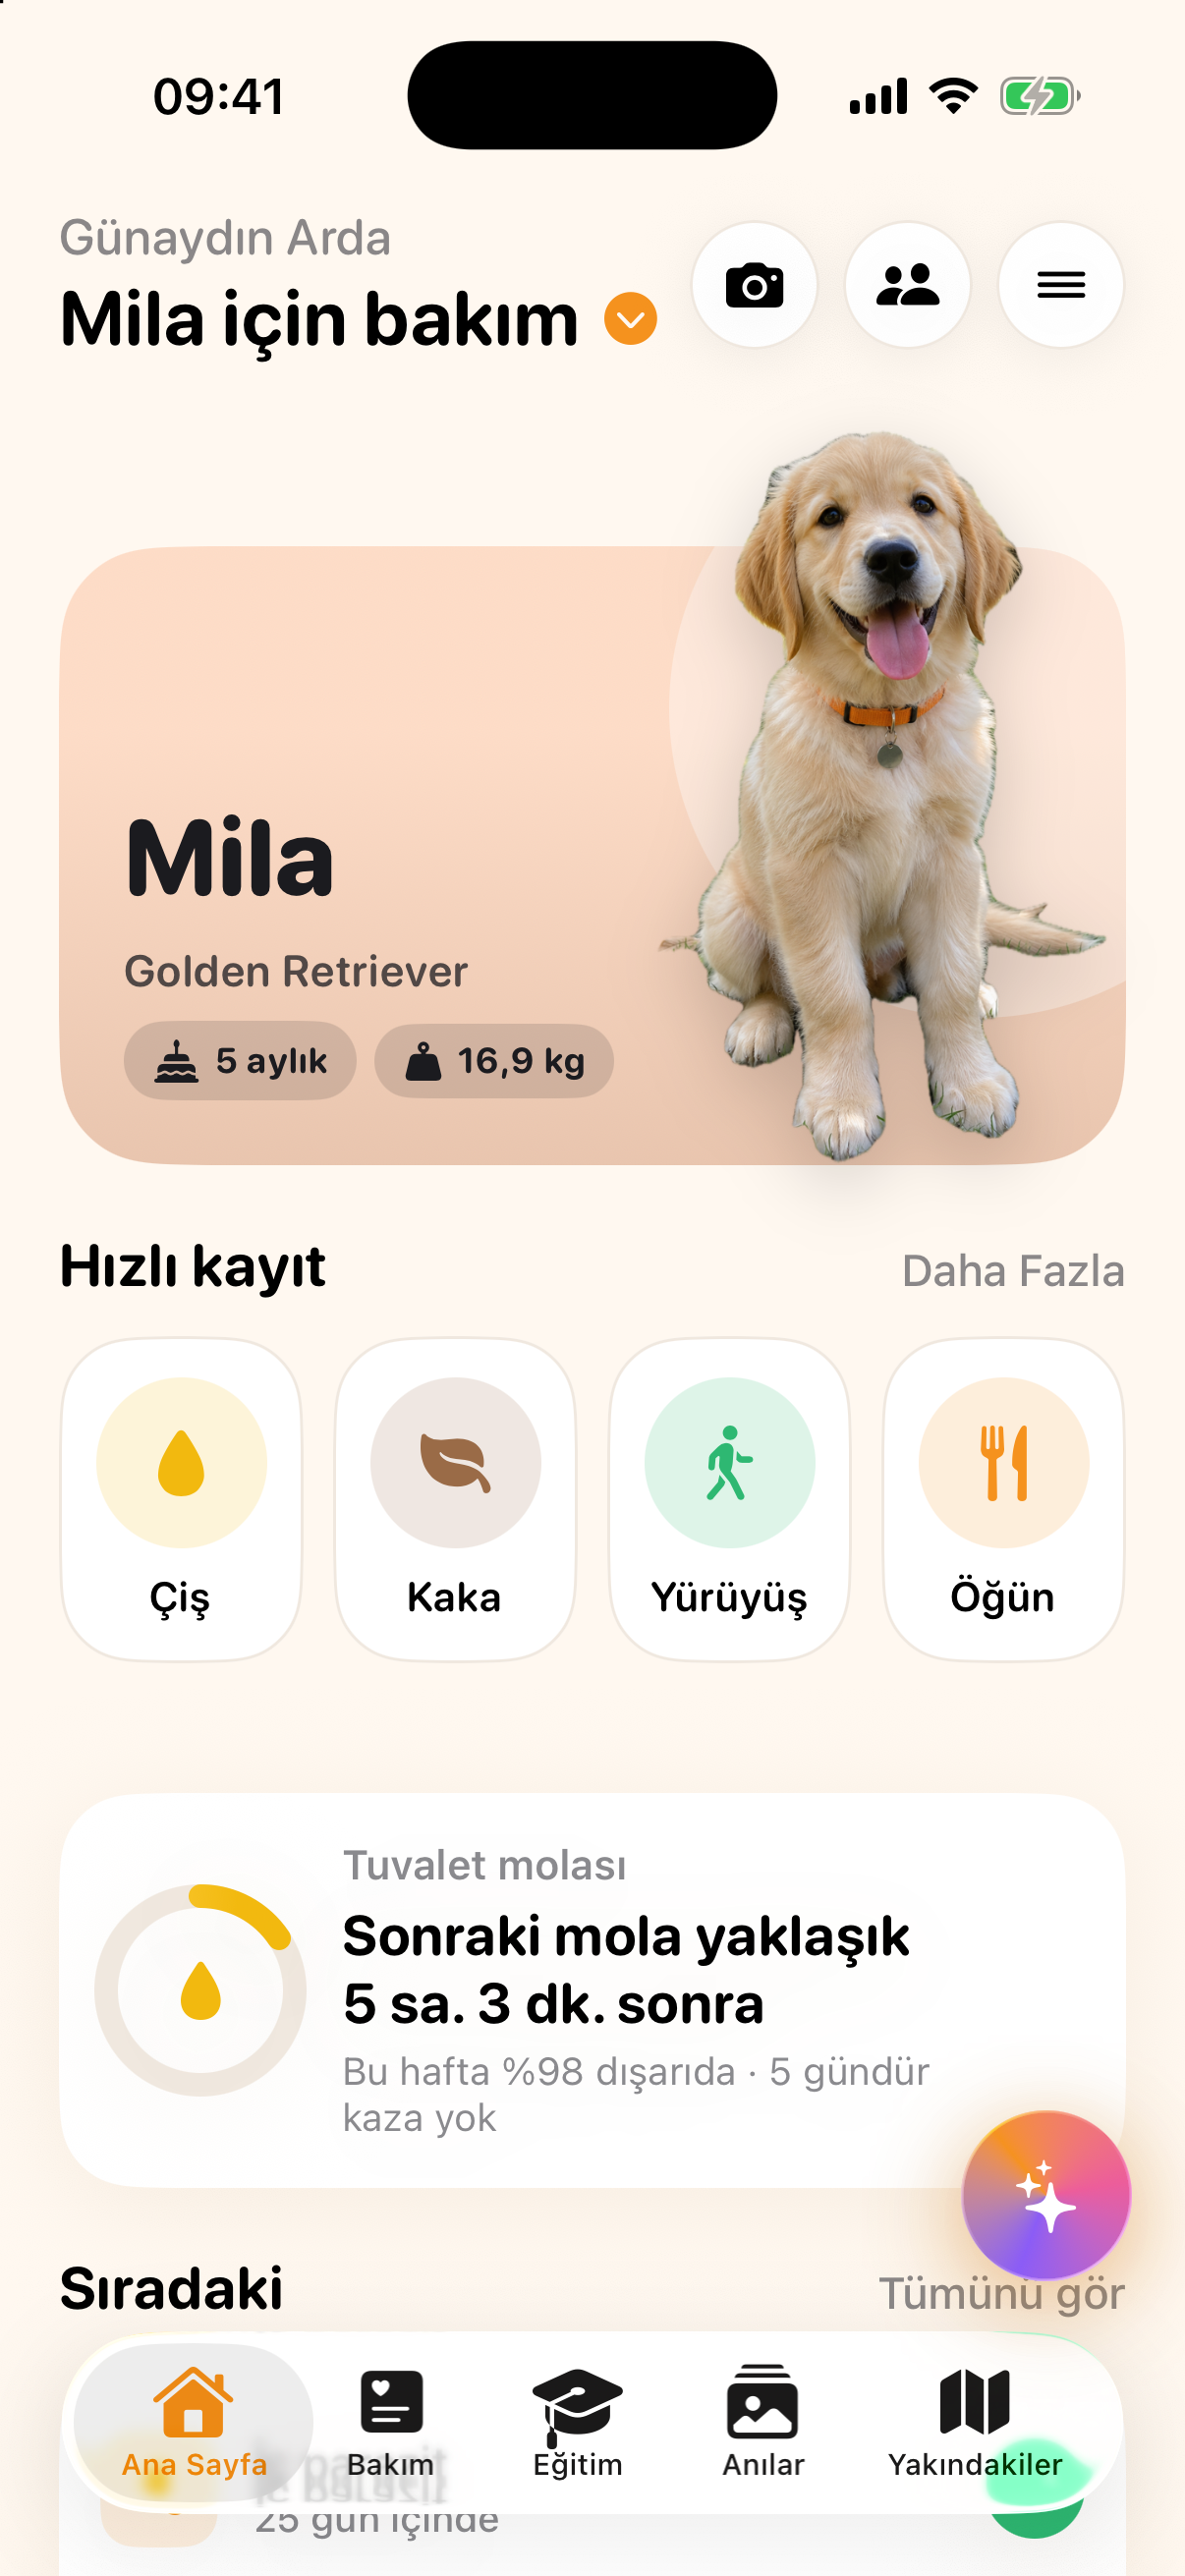 09:41
Günaydın Arda
Mila için bakım
Mila
Golden Retriever
5 aylık
16,9 kg
Hızlı kayıt
Daha Fazla
Çiş
Kaka
Yürüyüş
Öğün
Tuvalet molası
Sonraki mola yaklaşık
5 sa. 3 dk. sonra
Bu hafta %98 dışarıda · 5 gündür
kaza yok
Sıradaki
Tümünü gör
Ana Sayfa
Bakım
Eğitim
Anılar
Yakındakiler
25 gün içinde